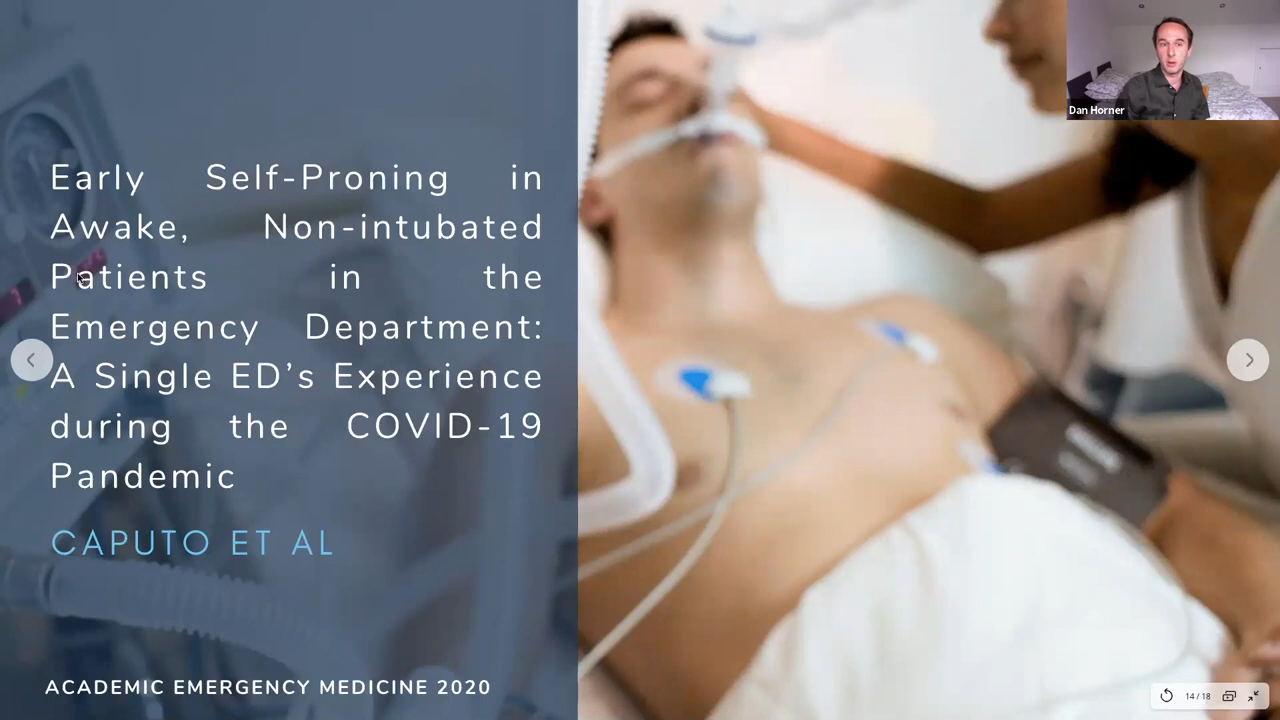 Dan Horner
Early Self-Proning in
Awake, Non-intubated
Patients in the
Emergency Department:
A Single ED’s Experience
during the COVID-19
Pandemic
CAPUTO ET AL
ACADEMIC EMERGENCY MEDICINE 2020
14 / 18